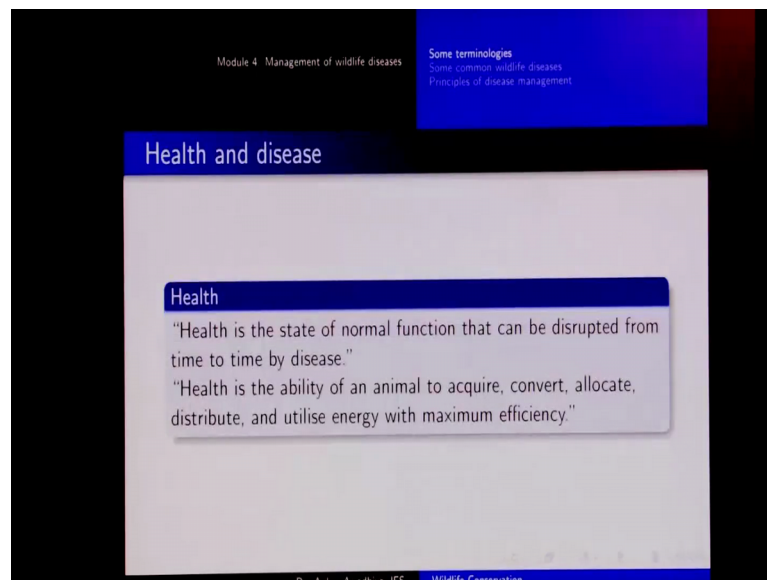 Module 4 Management of wildlife diseases
Some terminologies
Some common wildlife diseases
Principles of disease management
Health and disease
Health
“Health is the state of normal function that can be disrupted from
time to time by disease.”
“Health is the ability of an animal to acquire, convert, allocate,
distribute, and utilise energy with maximum efficiency.”
Wildlife Conservation